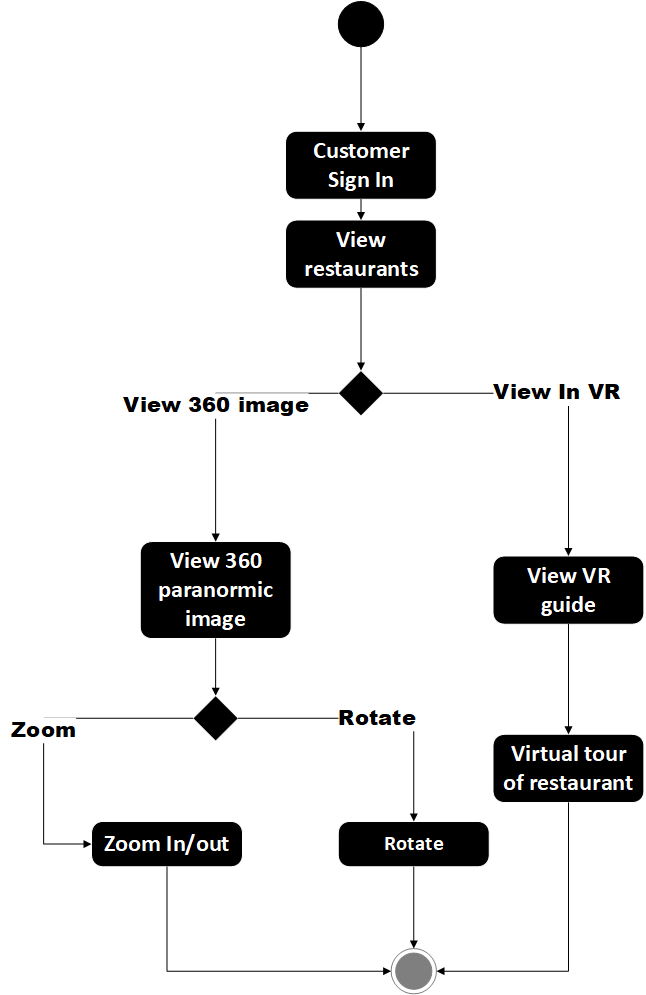 Customer
Sign In
View
restaurants
View 360 image
View In VR
View 360
paranormic
image
View VR
guide
Zoom
Rotate
Virtual tour
of restaurant
Zoom In/out
Rotate